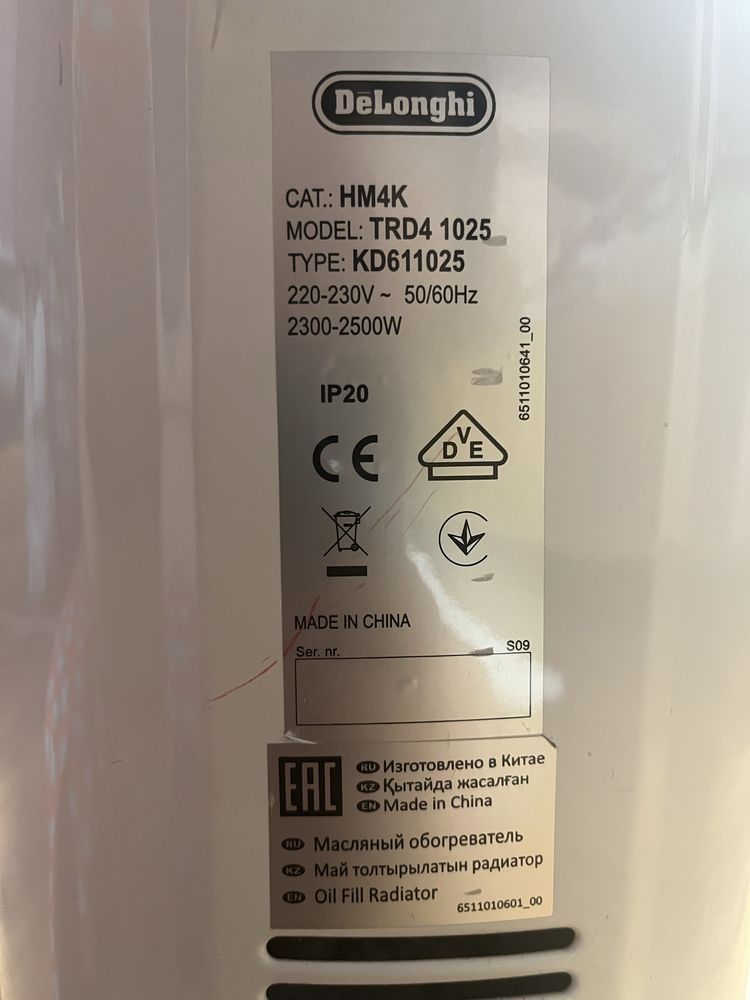 DeLonghi
CAT.: HM4K
MODEL: TRD4 1025
TYPE: KD611025
220-230V ~ 50/60Hz
2300-2500W
6511010641_00
IP20
CE
DVE
MADE IN CHINA
Ser. nr. S09
EAC
RU Изготовлено в Китае
KZ Қытайда жасалған
EN Made in China
RU Масляный обогреватель
KZ Май толтырылатын радиатор
EN Oil Fill Radiator
6511010601_00